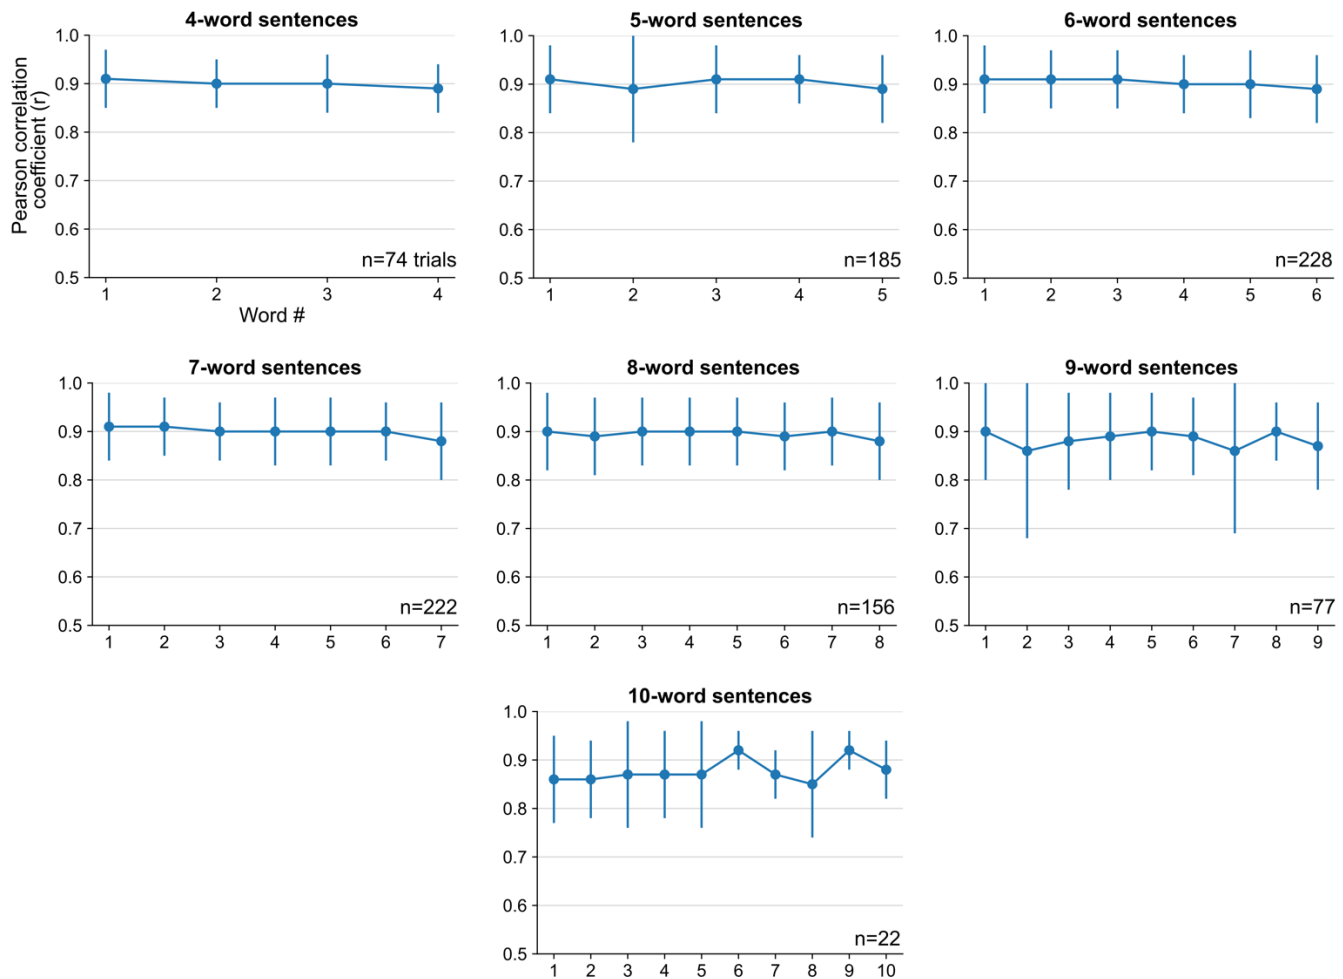 4-word sentences
Pearson correlation
coefficient (r)
1.0
0.9
0.8
0.7
0.6
0.5
n=74 trials
1 2 3 4
Word #
5-word sentences
1.0
0.9
0.8
0.7
0.6
0.5
n=185
1 2 3 4 5
6-word sentences
1.0
0.9
0.8
0.7
0.6
0.5
n=228
1 2 3 4 5 6
7-word sentences
1.0
0.9
0.8
0.7
0.6
0.5
n=222
1 2 3 4 5 6 7
8-word sentences
1.0
0.9
0.8
0.7
0.6
0.5
n=156
1 2 3 4 5 6 7 8
9-word sentences
1.0
0.9
0.8
0.7
0.6
0.5
n=77
1 2 3 4 5 6 7 8 9
10-word sentences
1.0
0.9
0.8
0.7
0.6
0.5
n=22
1 2 3 4 5 6 7 8 9 10